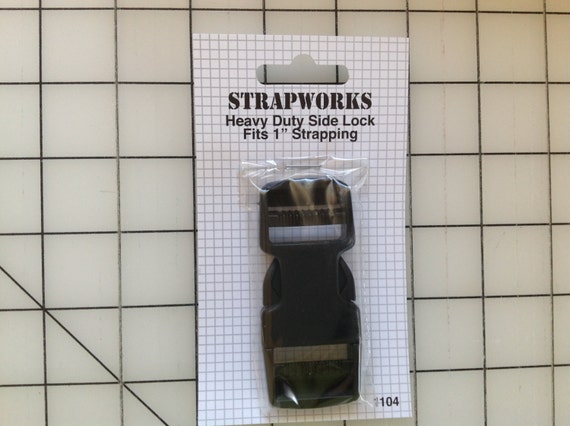 STRAPWORKS
Heavy Duty Side Lock
Fits 1” Strapping
104